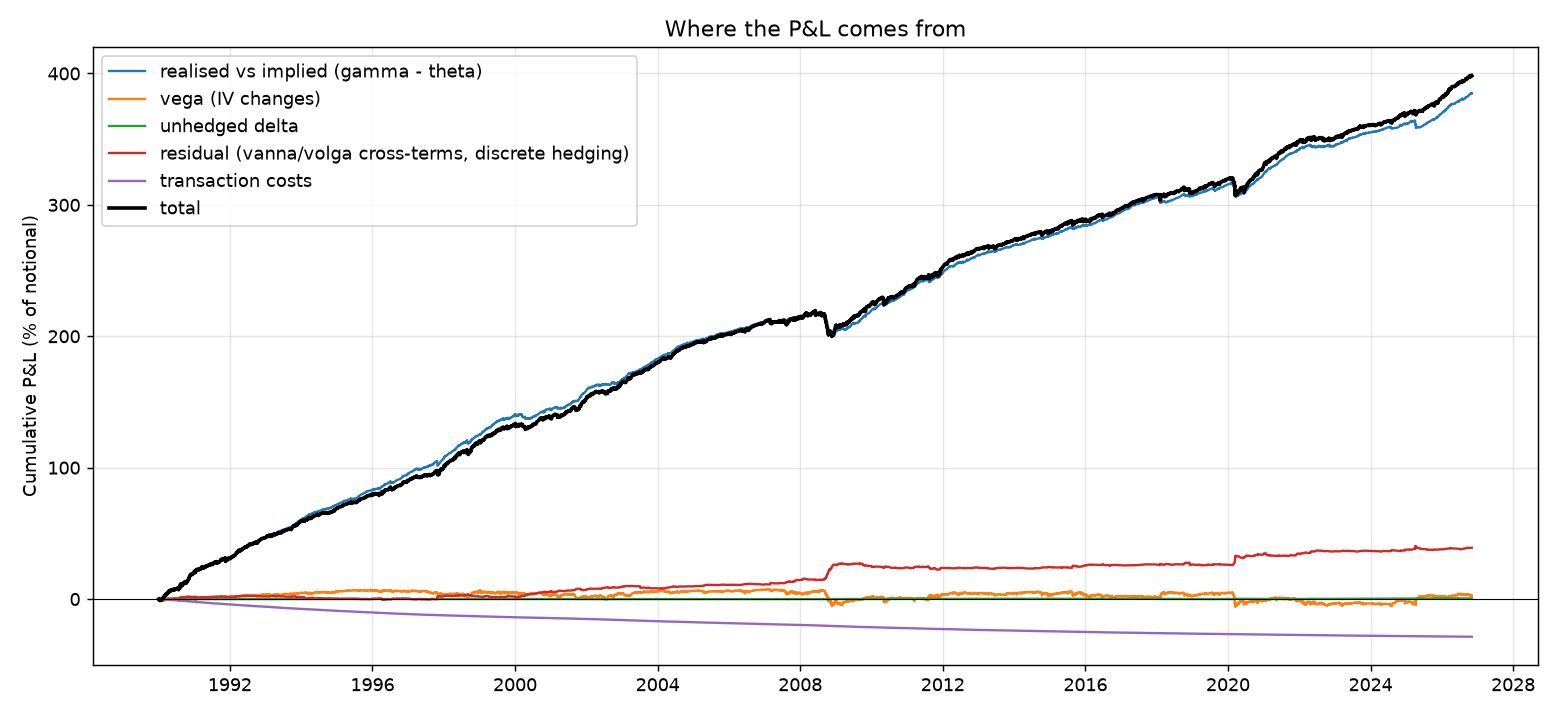 Where the P&L comes from
realised vs implied (gamma - theta)
vega (IV changes)
unhedged delta
residual (vanna/volga cross-terms, discrete hedging)
transaction costs
total
Cumulative P&L (% of notional)
400
300
200
100
0
1992 1996 2000 2004 2008 2012 2016 2020 2024 2028